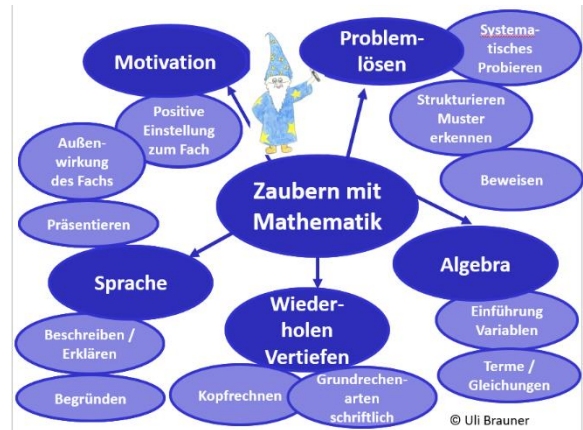 Motivation
Positive
Einstellung
zum Fach
Außen-
wirkung
des Fachs
Präsentieren
Problem-
lösen
Systema-
tisches
Probieren
Strukturieren
Muster
erkennen
Beweisen
Zaubern mit
Mathematik
Sprache
Beschreiben /
Erklären
Begründen
Wieder-
holen
Vertiefen
Kopfrechnen
Grundrechen-
arten
schriftlich
Algebra
Einführung
Variablen
Terme /
Gleichungen
© Uli Brauner